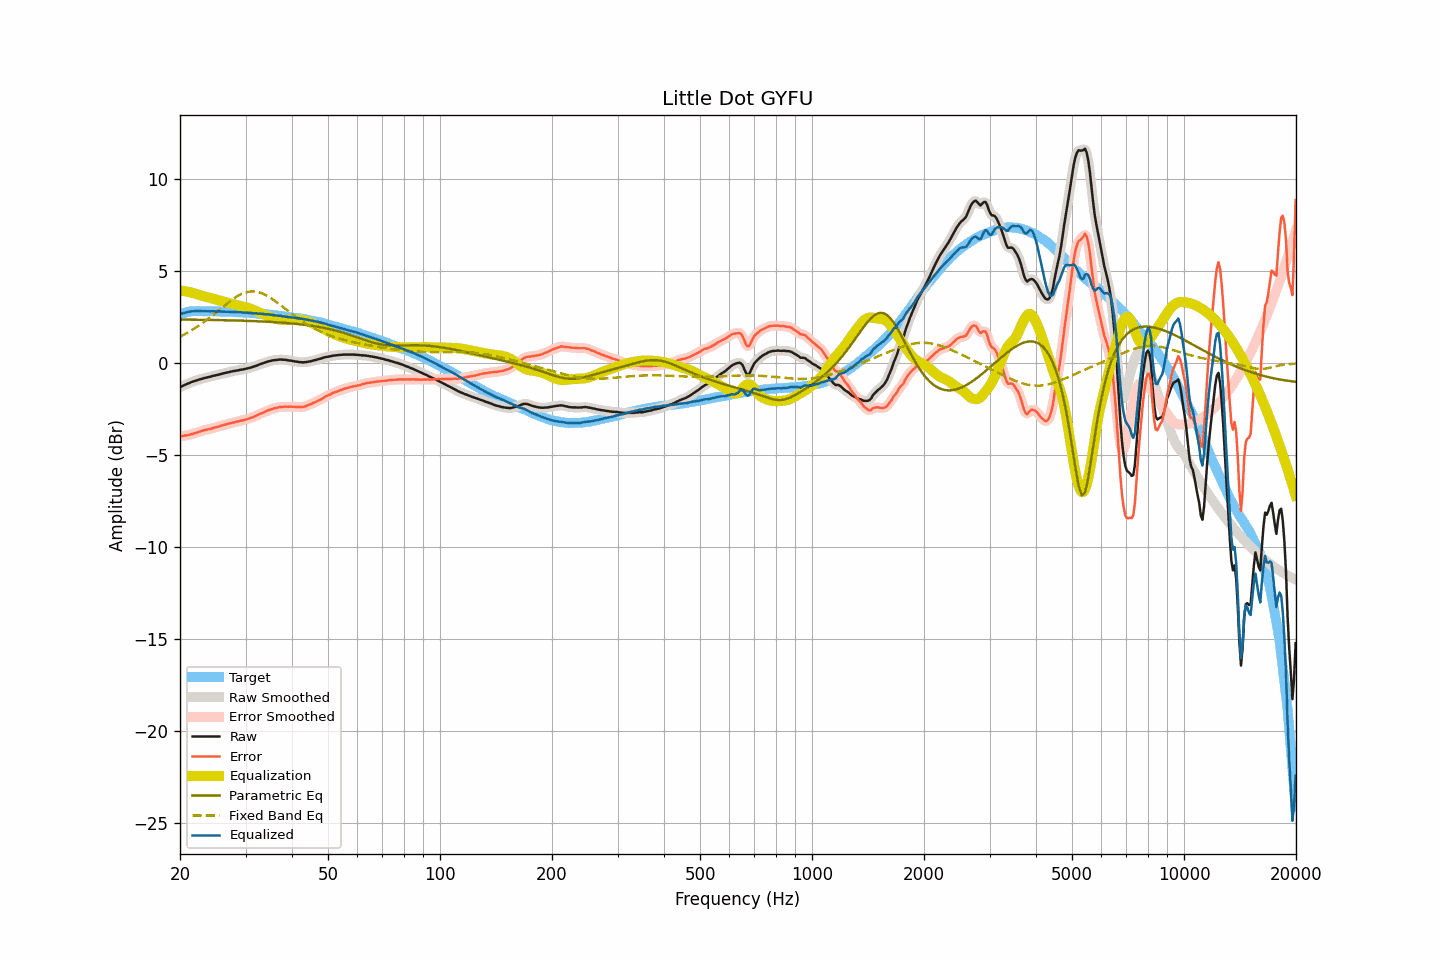 Little Dot GYFU
10
5
0
−5
−10
−15
−20
−25
Amplitude (dBr)
Target
Raw Smoothed
Error Smoothed
Raw
Error
Equalization
Parametric Eq
Fixed Band Eq
Equalized
20 50 100 200 500 1000 2000 5000 10000 20000
Frequency (Hz)